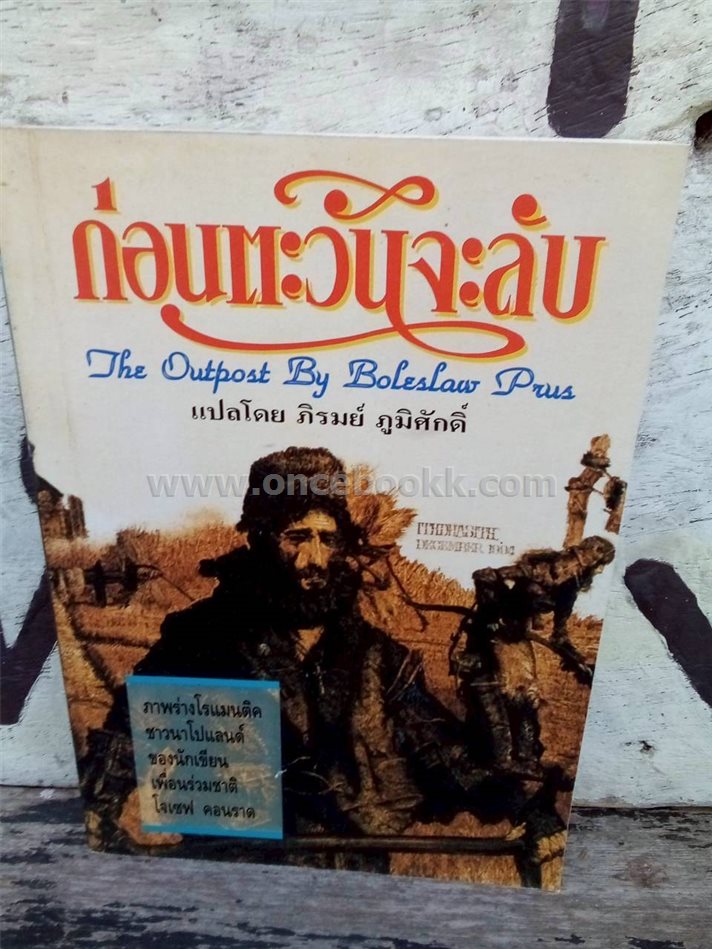 ก่อนตะวันจะลับ
The Outpost By Boleslaw Prus
แปลโดย ภิรมย์ ภูมิศักดิ์
www.oncebookk.com
DECEMBER
ภาพร่างโรแมนติค
ชาวนาโปแลนด์
ของนักเขียน
เพื่อนร่วมชาติ
โจเซฟ คอนราด